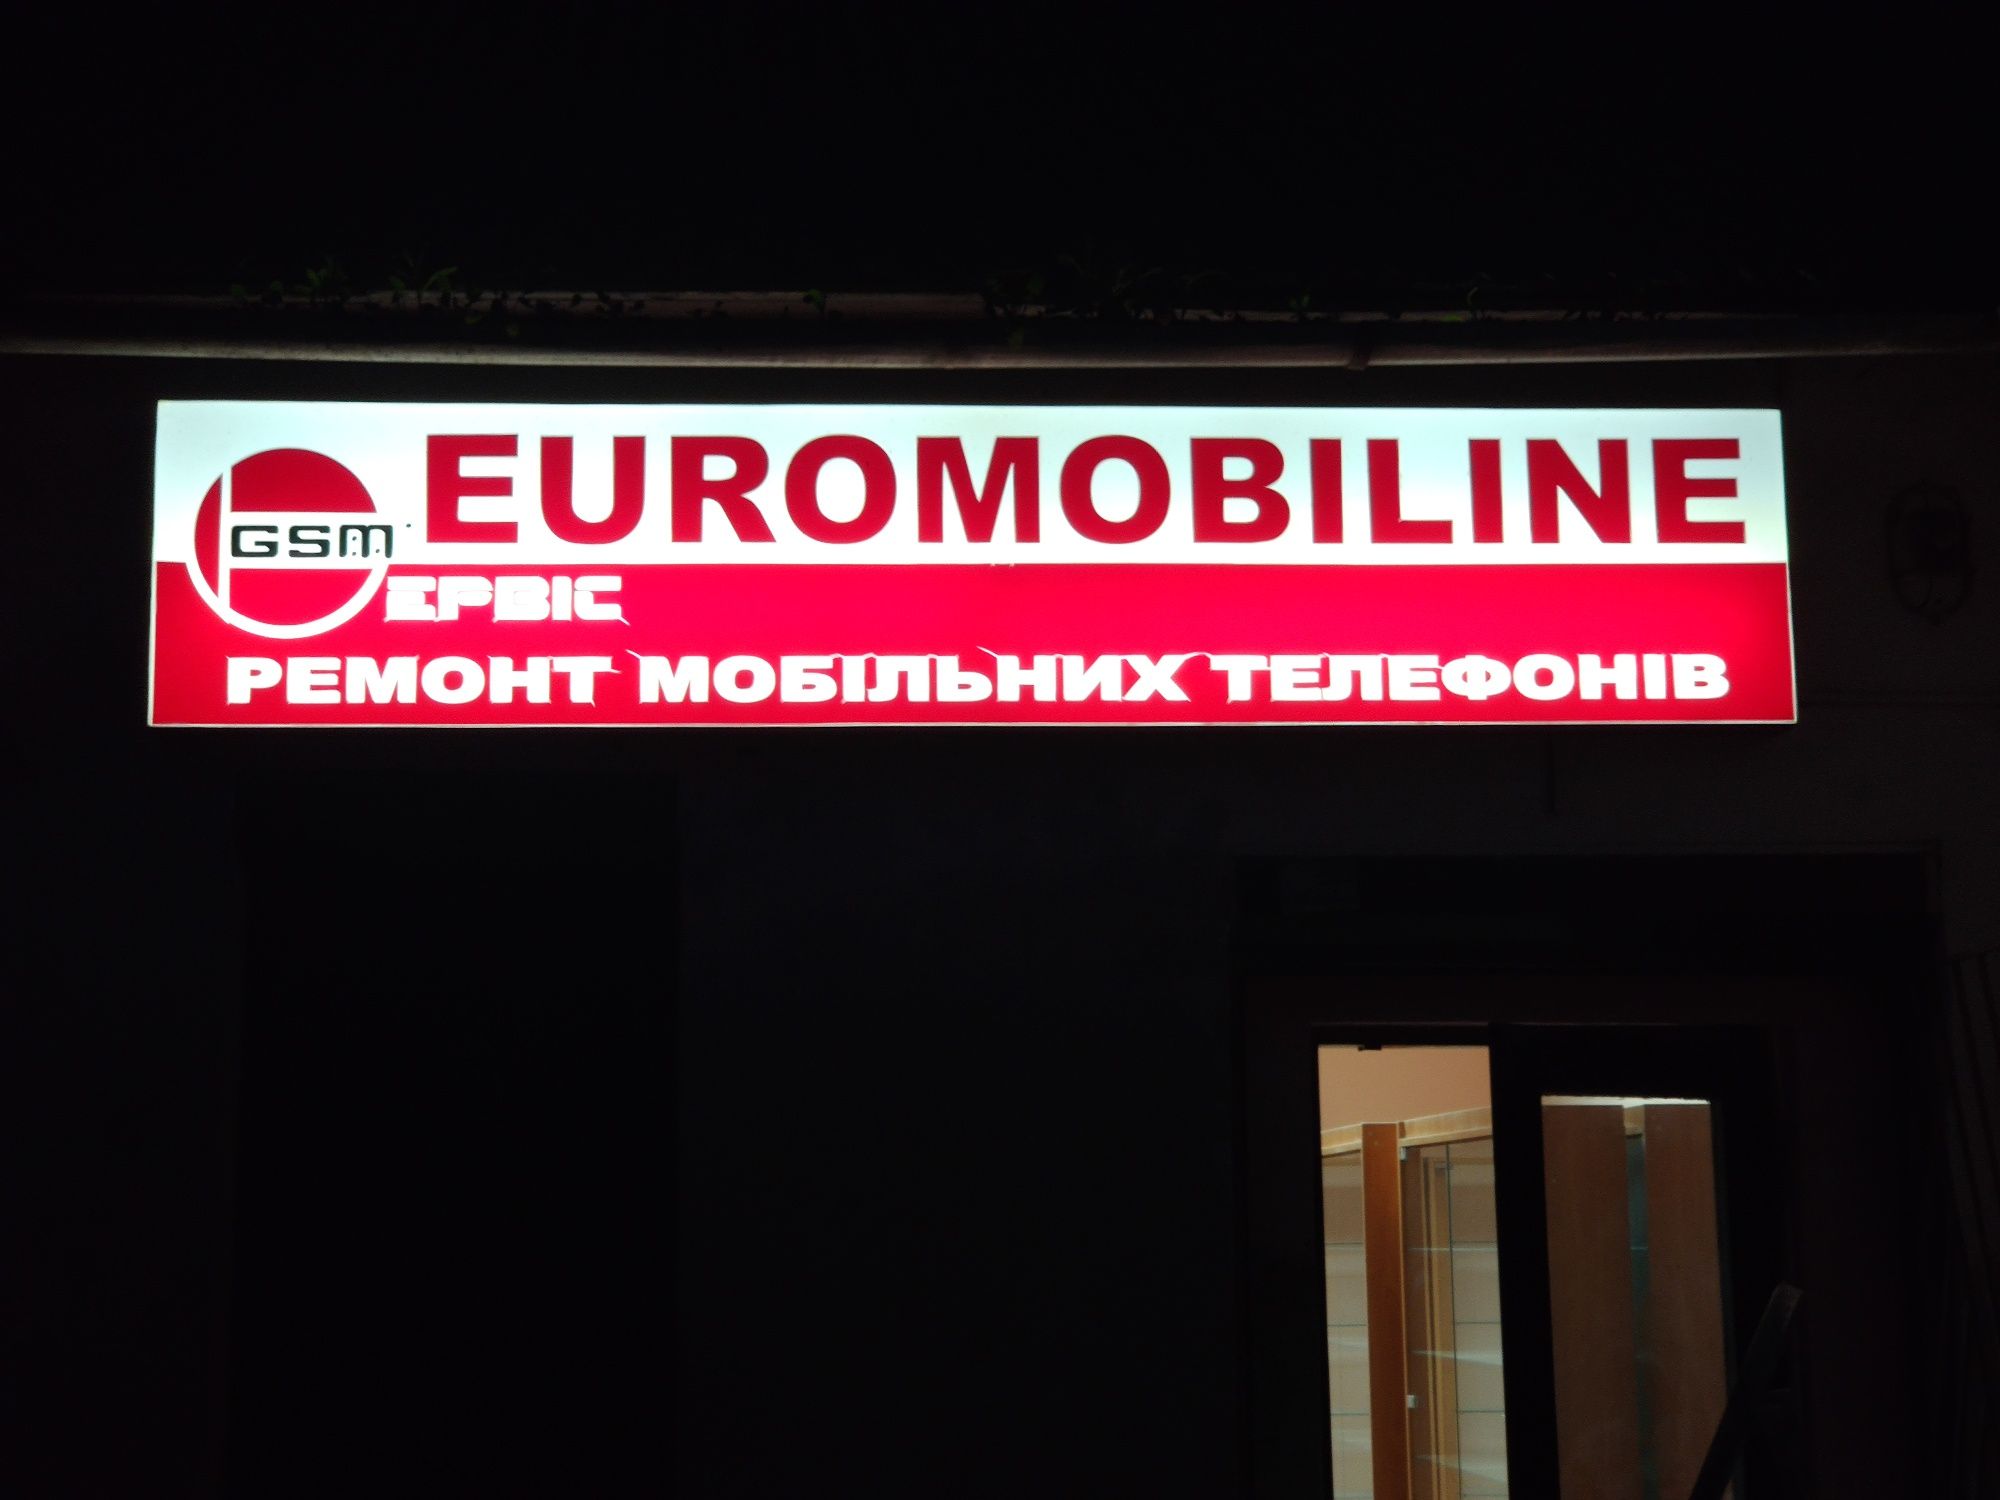 EUROMOBILINE
GSM
ЕРВІС
РЕМОНТ МОБІЛЬНИХ ТЕЛЕФОНІВ